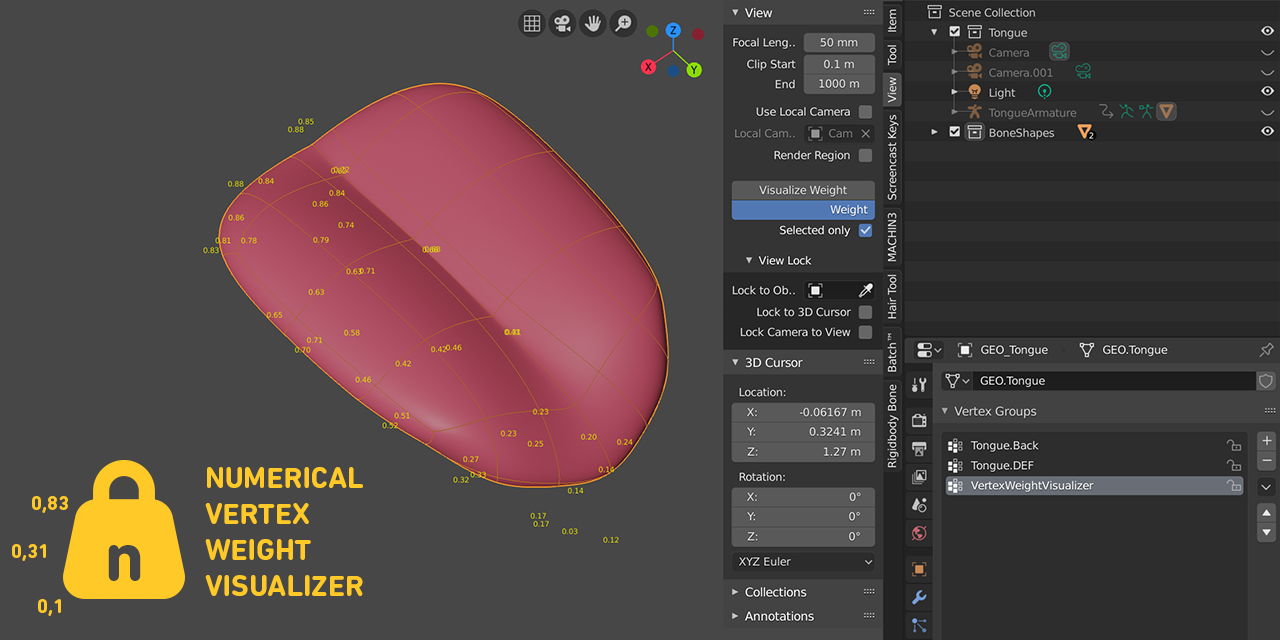 Z
X
Y
0.85
0.88
0.88
0.84
0.84
0.86
0.86
0.74
0.81
0.78
0.79
0.83
0.63
0.71
0.63
0.65
0.58
0.71
0.70
0.42
0.46
0.42
0.46
0.51
0.52
0.23
0.23
0.25
0.20
0.24
0.27
0.14
0.33
0.32
0.14
0.17
0.17
0.03
0.12
0,83
0,31
0,1
n
NUMERICAL
VERTEX
WEIGHT
VISUALIZER
View
Focal Leng.. 50 mm
Clip Start 0.1 m
End 1000 m
Use Local Camera
Local Cam.. Cam
Render Region
Visualize Weight
Weight
Selected only
View Lock
Lock to Ob..
Lock to 3D Cursor
Lock Camera to View
3D Cursor
Location:
X: -0.06167 m
Y: 0.3241 m
Z: 1.27 m
Rotation:
X: 0°
Y: 0°
Z: 0°
XYZ Euler
Collections
Annotations
Item
Tool
View
Screencast Keys
MACHIN3
Hair Tool
Batch™
Rigidbody Bone
Scene Collection
Tongue
Camera
Camera.001
Light
TongueArmature
BoneShapes 2
GEO_Tongue GEO.Tongue
GEO.Tongue
Vertex Groups
Tongue.Back
Tongue.DEF
VertexWeightVisualizer